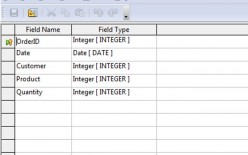 Field Name Field Type
OrderID Integer [ INTEGER ]
Date Date [ DATE ]
Customer Integer [ INTEGER ]
Product Integer [ INTEGER ]
Quantity Integer [ INTEGER ]